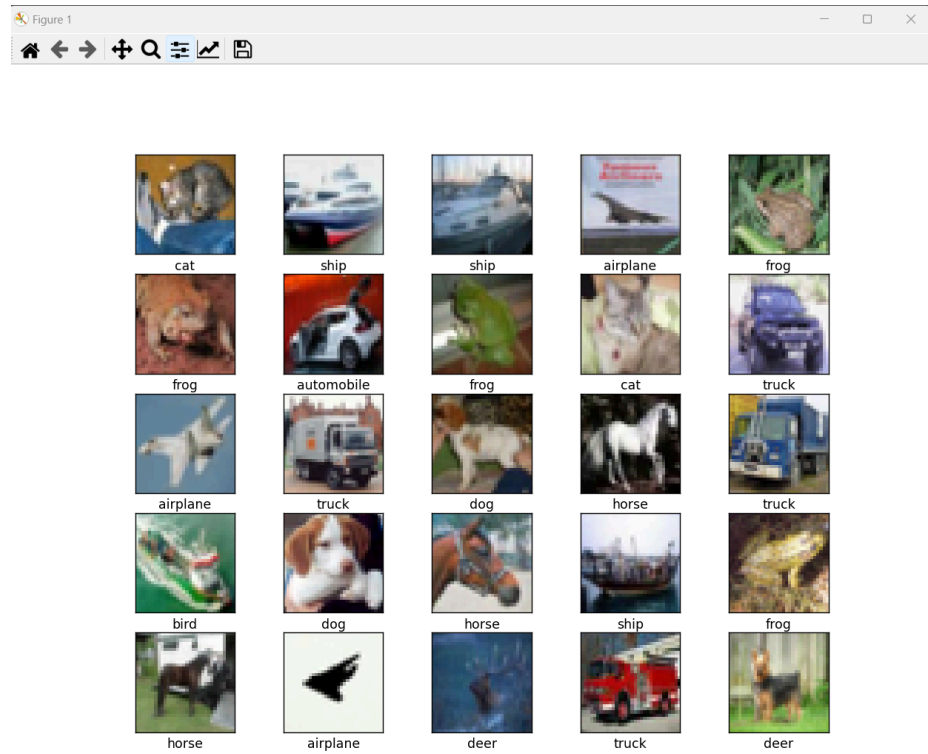 Figure 1
cat ship ship airplane frog
frog automobile frog cat truck
airplane truck dog horse truck
bird dog horse ship frog
horse airplane deer truck deer